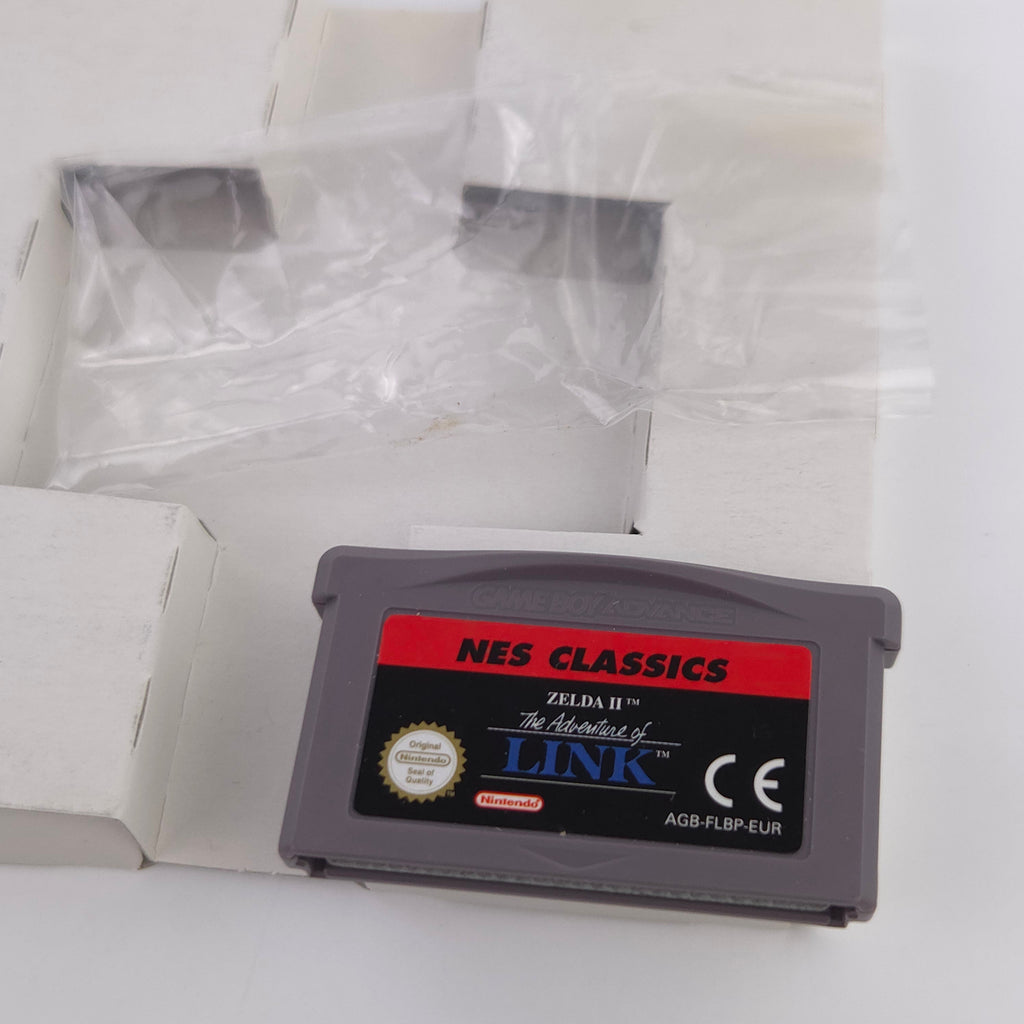 GAME BOY ADVANCE
NES CLASSICS
ZELDA II™
The Adventure of
LINK™
Original
Nintendo
Seal of
Quality
™
Nintendo
CE
AGB-FLBP-EUR